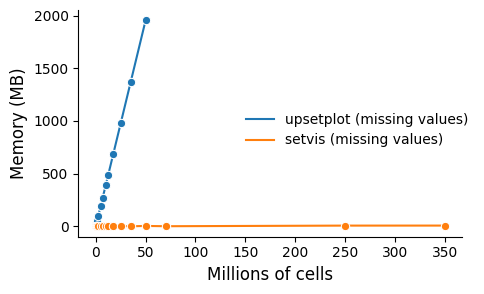 2000
1500
1000
500
0
Memory (MB)
upsetplot (missing values)
setvis (missing values)
0 50 100 150 200 250 300 350
Millions of cells